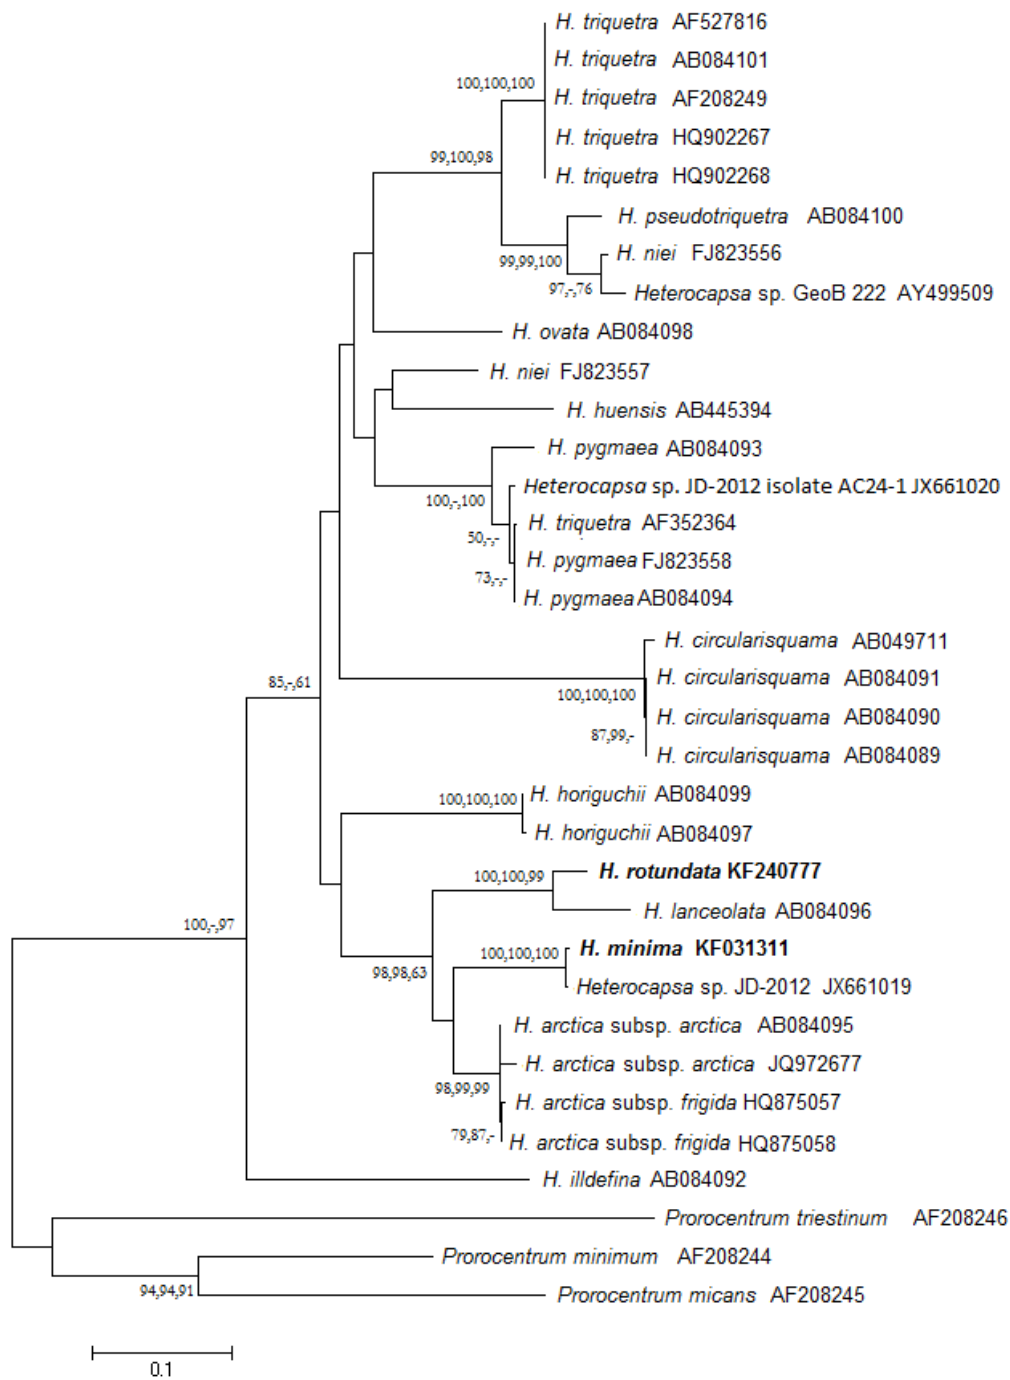 H. triquetra AF527816
H. triquetra AB084101
100,100,100
H. triquetra AF208249
H. triquetra HQ902267
99,100,98
H. triquetra HQ902268
H. pseudotriquetra AB084100
H. niei FJ823556
99,99,100
97,-,76
Heterocapsa sp. GeoB 222 AY499509
H. ovata AB084098
H. niei FJ823557
H. huensis AB445394
H. pygmaea AB084093
Heterocapsa sp. JD-2012 isolate AC24-1 JX661020
100,-,100
H. triquetra AF352364
50,-,-
H. pygmaea FJ823558
73,-,-
H. pygmaea AB084094
H. circularisquama AB049711
H. circularisquama AB084091
85,-,61
100,100,100
H. circularisquama AB084090
87,99,-
H. circularisquama AB084089
H. horiguchii AB084099
100,100,100
H. horiguchii AB084097
H. rotundata KF240777
100,100,99
H. lanceolata AB084096
100,-,97
H. minima KF031311
100,100,100
98,98,63
Heterocapsa sp. JD-2012 JX661019
H. arctica subsp. arctica AB084095
H. arctica subsp. arctica JQ972677
98,99,99
H. arctica subsp. frigida HQ875057
79,87,-
H. arctica subsp. frigida HQ875058
H. illdefina AB084092
Prorocentrum triestinum AF208246
Prorocentrum minimum AF208244
94,94,91
Prorocentrum micans AF208245
0.1